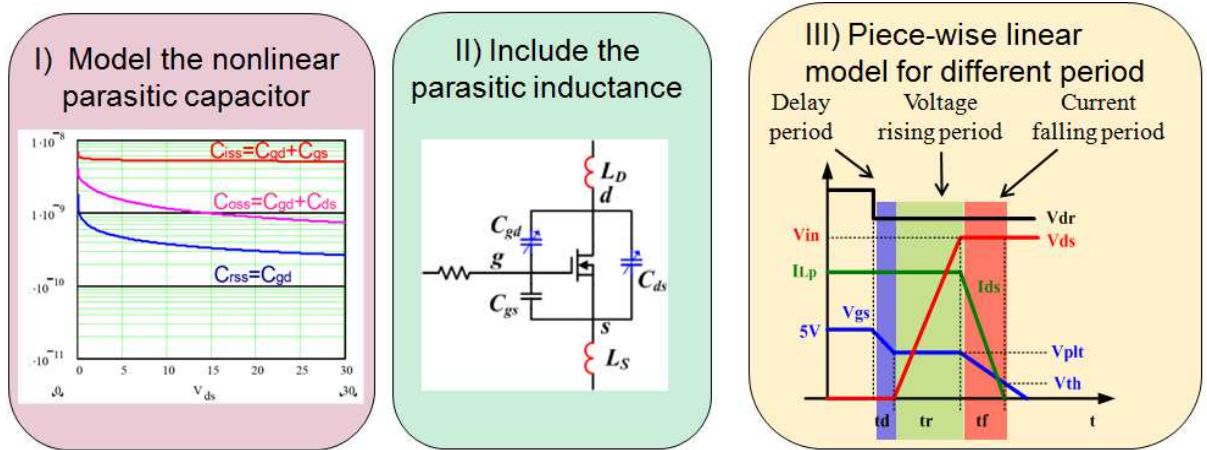 I) Model the nonlinear
parasitic capacitor
1·10⁻⁸
Ciss=Cgd+Cgs
Coss=Cgd+Cds
1·10⁻⁹
Crss=Cgd
·10⁻¹⁰
·10⁻¹¹
0 5 10 15 20 25 30
.0, Vds .30,
II) Include the
parasitic inductance
LD
d
Cgd
g
Cds
Cgs
s
LS
III) Piece-wise linear
model for different period
Delay Voltage Current
period rising period falling period
Vdr
Vin
Vds
ILp
Ids
Vgs
5V
Vplt
Vth
td tr tf t